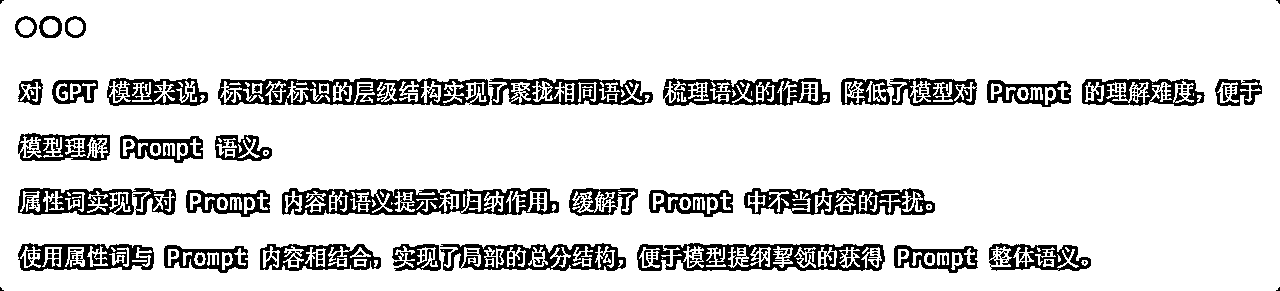 对 GPT 模型来说，标识符标识的层级结构实现了聚拢相同语义，梳理语义的作用，降低了模型对 Prompt 的理解难度，便于
模型理解 Prompt 语义。
属性词实现了对 Prompt 内容的语义提示和归纳作用，缓解了 Prompt 中不当内容的干扰。
使用属性词与 Prompt 内容相结合，实现了局部的总分结构，便于模型提纲挈领的获得 Prompt 整体语义。